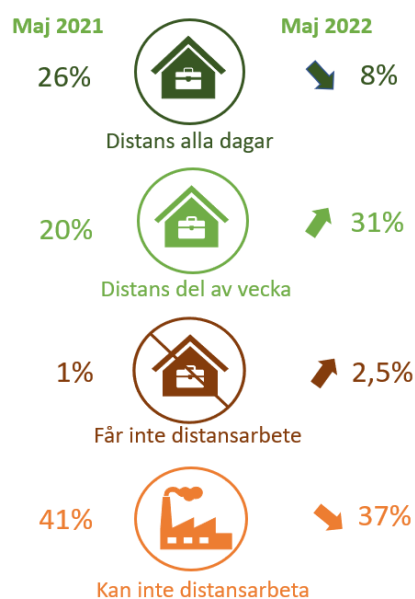 Maj 2021 Maj 2022
26% 8%
Distans alla dagar
20% 31%
Distans del av vecka
1% 2,5%
Får inte distansarbete
41% 37%
Kan inte distansarbeta